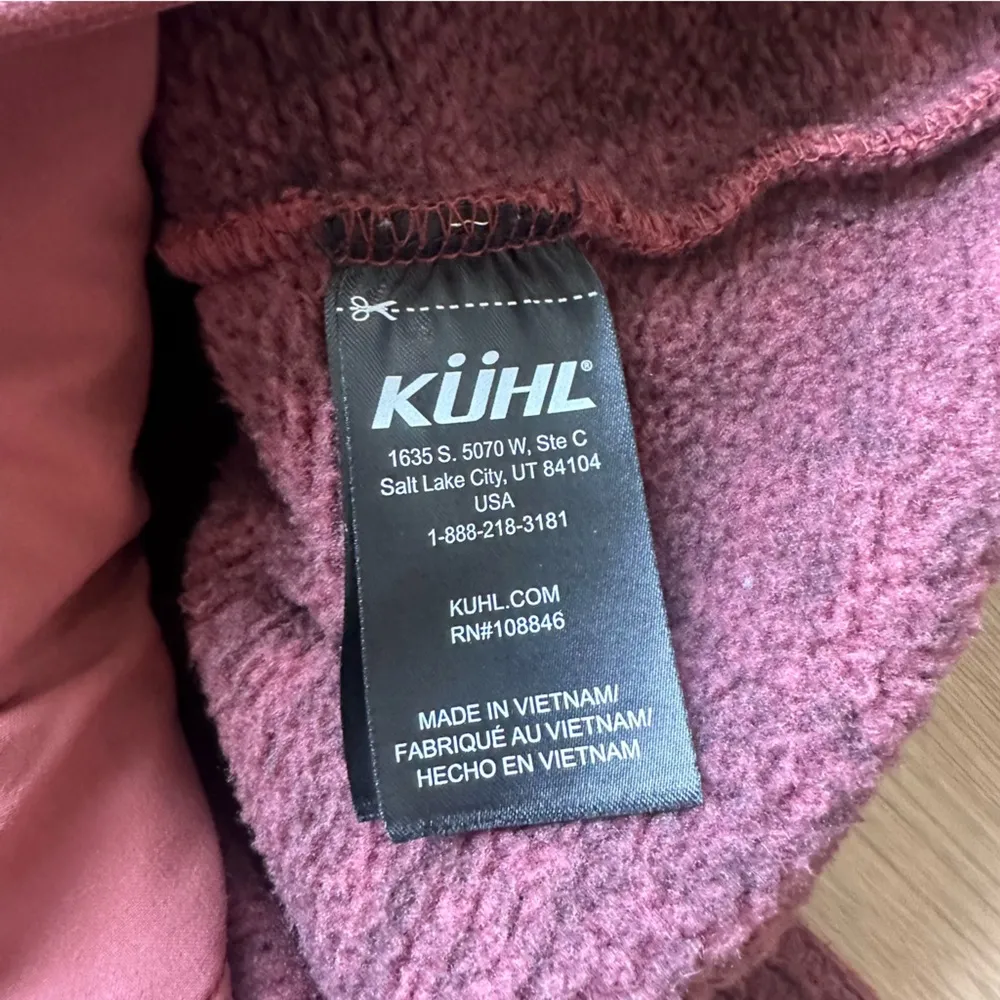 KÜHL®
1635 S. 5070 W, Ste C
Salt Lake City, UT 84104
USA
1-888-218-3181
KUHL.COM
RN#108846
MADE IN VIETNAM/
FABRIQUÉ AU VIETNAM/
HECHO EN VIETNAM